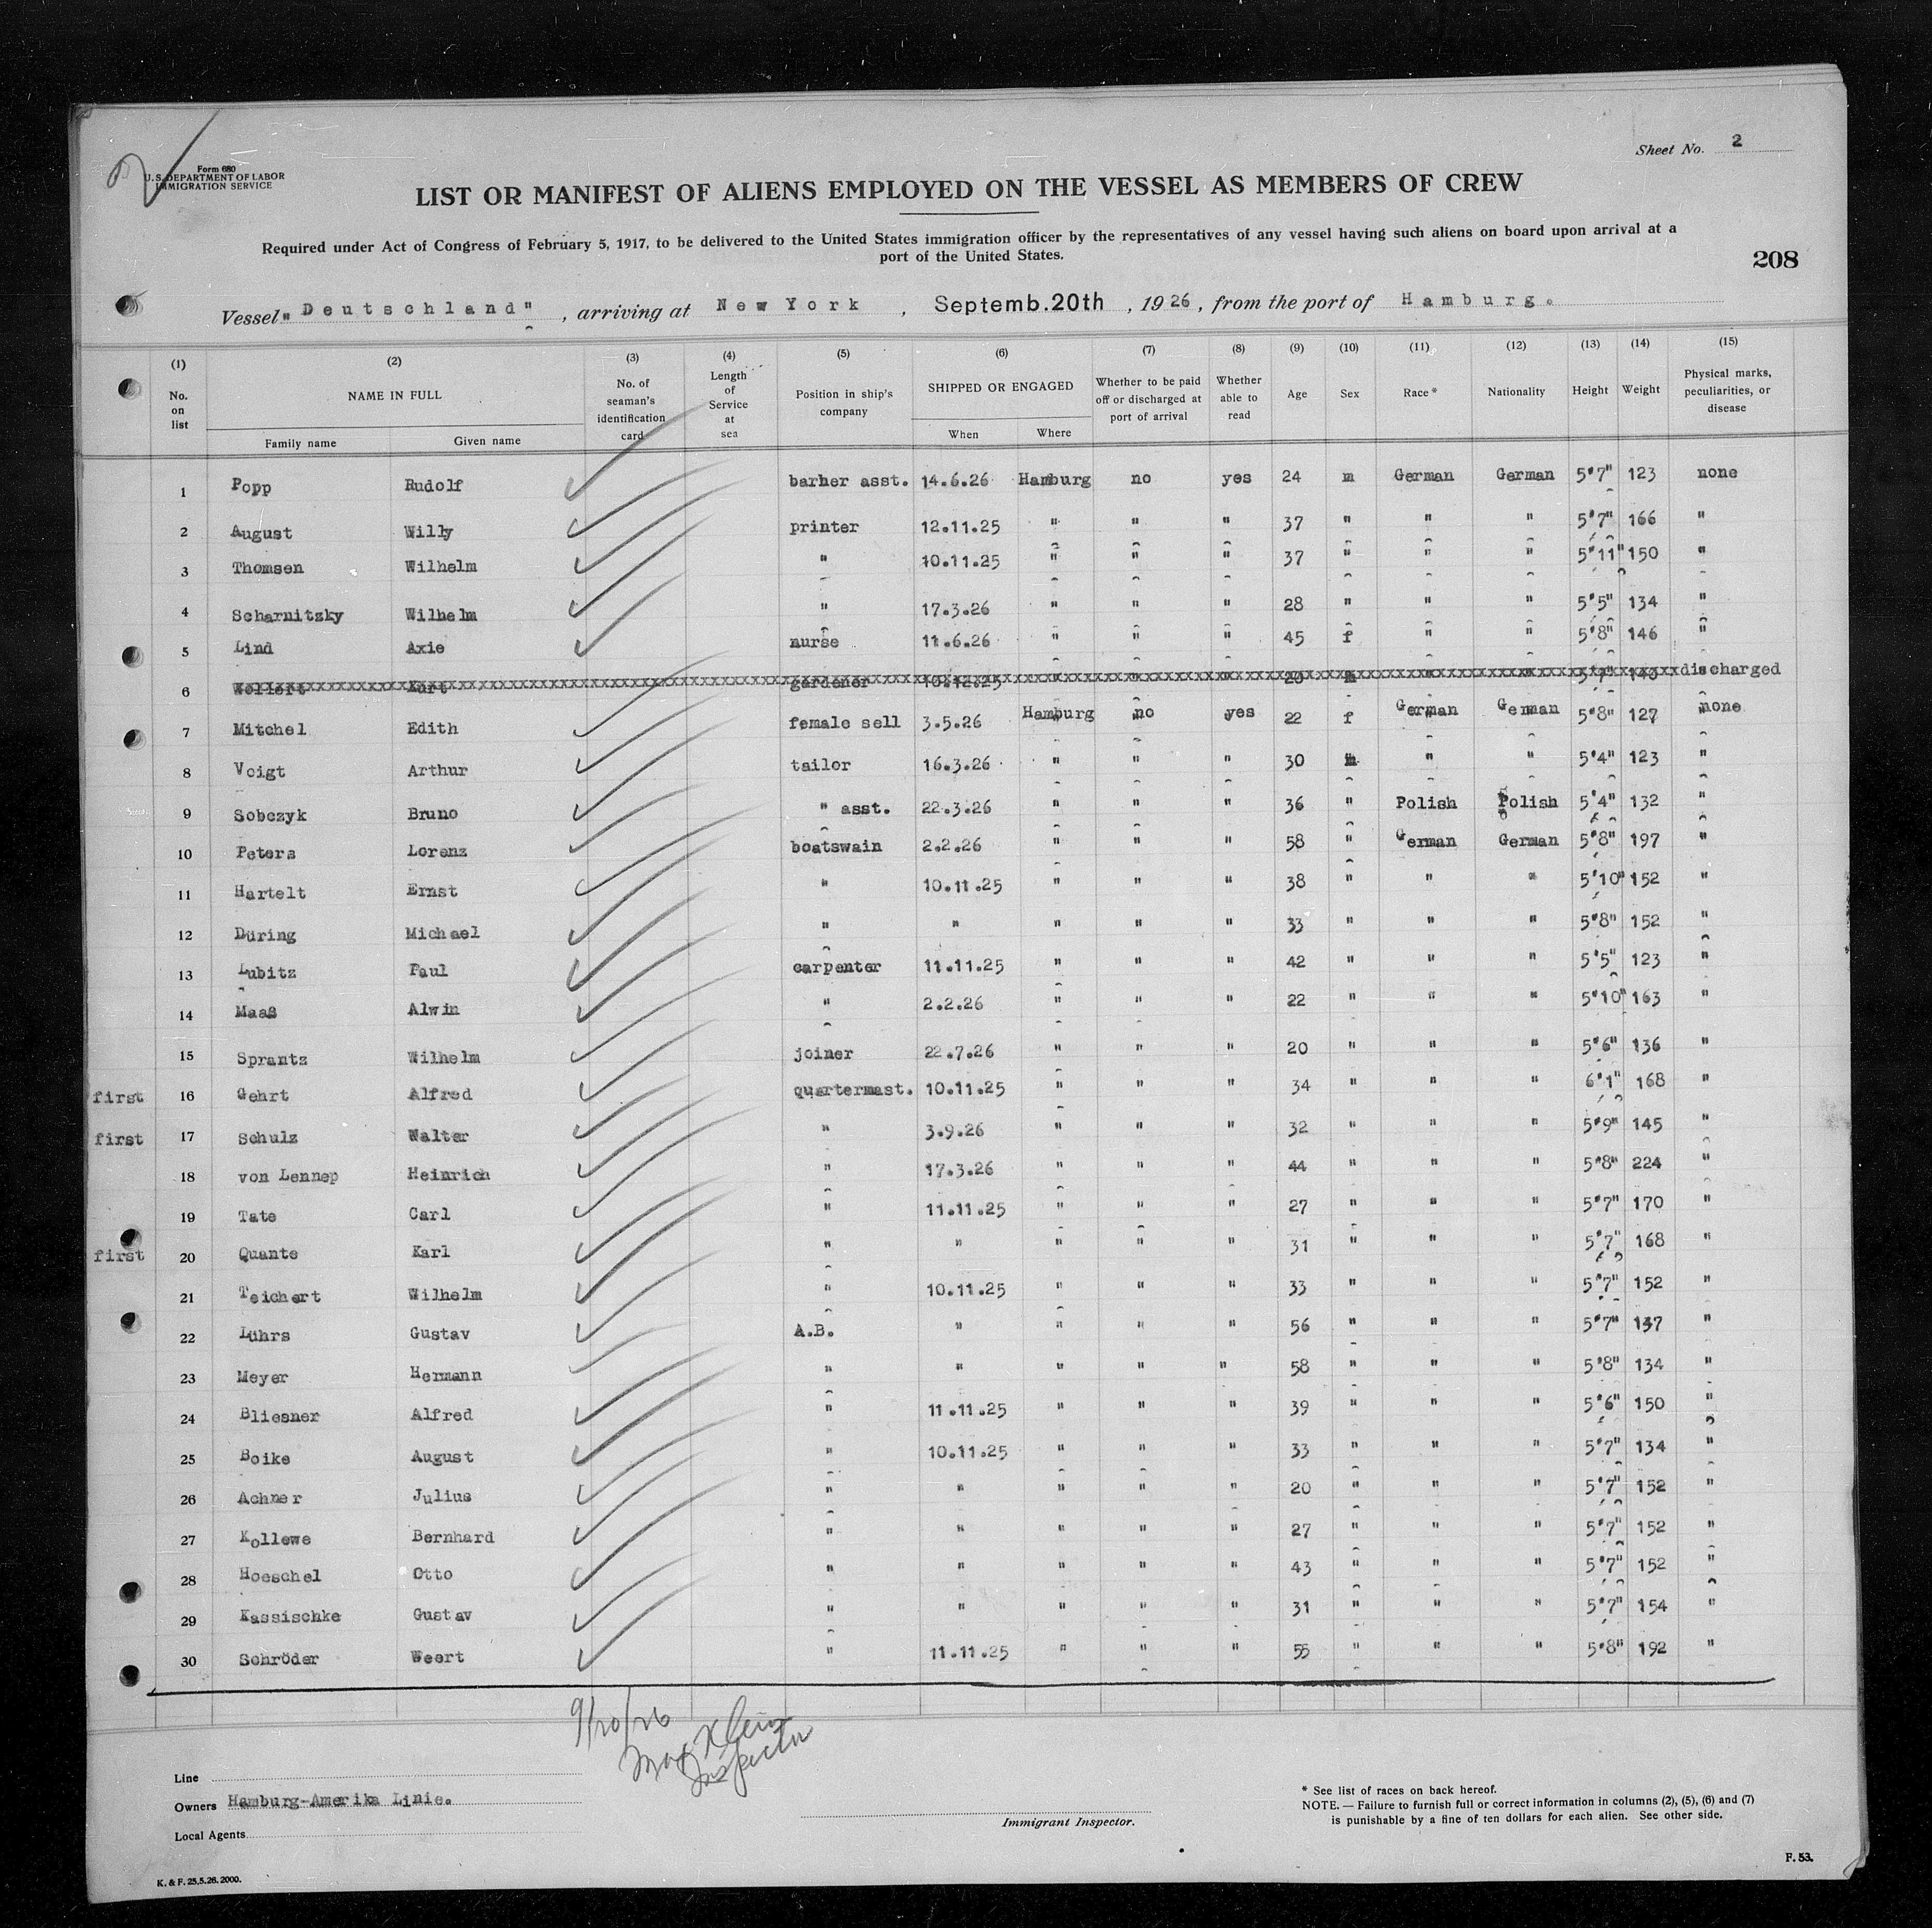 Sheet No. 2
Form 680
U.S. DEPARTMENT OF LABOR
IMMIGRATION SERVICE
LIST OR MANIFEST OF ALIENS EMPLOYED ON THE VESSEL AS MEMBERS OF CREW
Required under Act of Congress of February 5, 1917, to be delivered to the United States immigration officer by the representatives of any vessel having such aliens on board upon arrival at a
port of the United States.
208
Vessel "Deutschland", arriving at New York, Septemb.20th, 1926, from the port of Hamburg.
(1) (2) (3) (4) (5) (6) (7) (8) (9) (10) (11) (12) (13) (14) (15)
No. on list NAME IN FULL No. of seaman's identification card Length of Service at sea Position in ship's company SHIPPED OR ENGAGED Whether to be paid off or discharged at port of arrival Whether able to read Age Sex Race* Nationality Height Weight Physical marks, peculiarities, or disease
Family name Given name When Where
1 Popp Rudolf barher asst. 14.6.26 Hamburg no yes 24 m German German 5'7" 123 none
2 August Willy printer 12.11.25 " " " 37 " " " 5'7" 166 "
3 Thomsen Wilhelm " 10.11.25 " " " 37 " " " 5'11" 150 "
4 Scharnitzky Wilhelm " 17.3.26 " " " 28 " " " 5'5" 134 "
5 Lind Axie nurse 11.6.26 " " " 45 f " " 5'8" 146 "
6 Kurt gardener 10.12.25 " " " 20 m " " 5'7" 140 discharged
7 Mitchel Edith female sell 3.5.26 Hamburg no yes 22 f German German 5'8" 127 none
8 Voigt Arthur tailor 16.3.26 " " " 30 m " " 5'4" 123 "
9 Sobczyk Bruno " asst. 22.3.26 " " " 36 " Polish Polish 5'4" 132 "
10 Peters Lorenz boatswain 2.2.26 " " " 58 " German German 5'8" 197 "
11 Hartelt Ernst " 10.11.25 " " " 38 " " " 5'10" 152 "
12 Düring Michael " " " " " 33 " " " 5'8" 152 "
13 Lubitz Paul carpenter 11.11.25 " " " 42 " " " 5'5" 123 "
14 Maaß Alwin " 2.2.26 " " " 22 " " " 5'10" 163 "
15 Sprantz Wilhelm joiner 22.7.26 " " " 20 " " " 5'6" 136 "
first 16 Gehrt Alfred quartermast. 10.11.25 " " " 34 " " " 6'1" 168 "
first 17 Schulz Walter " 3.9.26 " " " 32 " " " 5'9" 145 "
18 von Lennep Heinrich " 17.3.26 " " " 44 " " " 5'8" 224 "
19 Tate Carl " 11.11.25 " " " 27 " " " 5'7" 170 "
first 20 Quante Karl " " " " " 31 " " " 5'7" 168 "
21 Teichert Wilhelm " 10.11.25 " " " 33 " " " 5'7" 152 "
22 Lührs Gustav A.B. " " " " 56 " " " 5'7" 137 "
23 Meyer Hermann " " " " " 58 " " " 5'8" 134 "
24 Bliesner Alfred " 11.11.25 " " " 39 " " " 5'6" 150 "
25 Boike August " 10.11.25 " " " 33 " " " 5'7" 134 "
26 Achner Julius " " " " " 20 " " " 5'7" 152 "
27 Kollewe Bernhard " " " " " 27 " " " 5'7" 152 "
28 Hoeschel Otto " " " " " 43 " " " 5'7" 152 "
29 Kassischke Gustav " " " " " 31 " " " 5'7" 154 "
30 Schröder Weert " 11.11.25 " " " 55 " " " 5'8" 192 "
9/20/26
Max Klein
Inspector
Line
Owners Hamburg-Amerika Linie.
Local Agents
Immigrant Inspector.
* See list of races on back hereof.
NOTE. — Failure to furnish full or correct information in columns (2), (5), (6) and (7)
is punishable by a fine of ten dollars for each alien. See other side.
F. 53.
K. & F. 25.5.26. 2000.